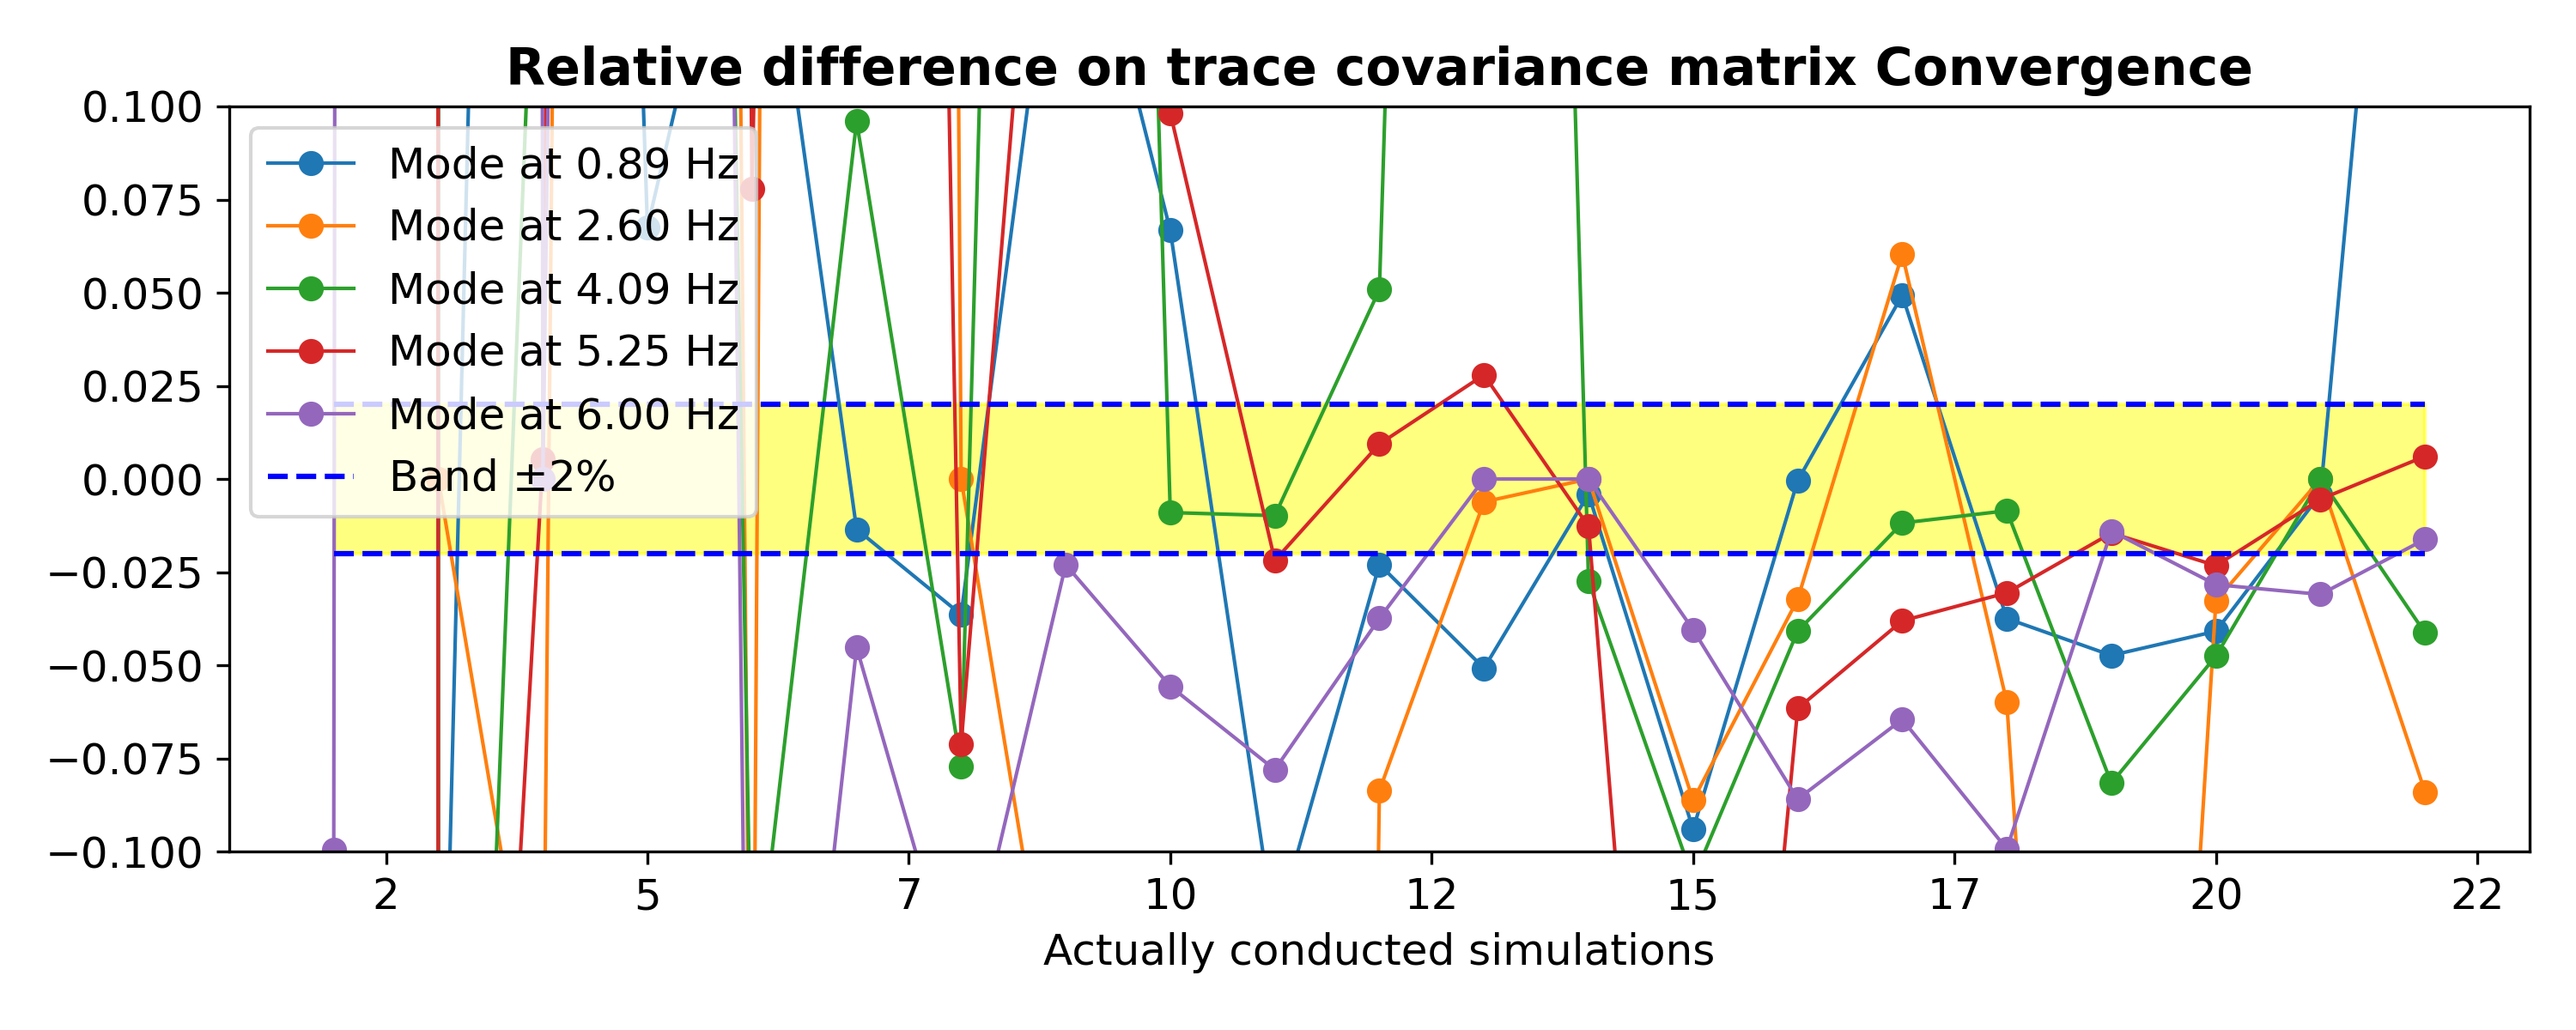 Relative difference on trace covariance matrix Convergence
0.100
0.075
0.050
0.025
0.000
−0.025
−0.050
−0.075
−0.100
Mode at 0.89 Hz
Mode at 2.60 Hz
Mode at 4.09 Hz
Mode at 5.25 Hz
Mode at 6.00 Hz
Band ±2%
2 5 7 10 12 15 17 20 22
Actually conducted simulations